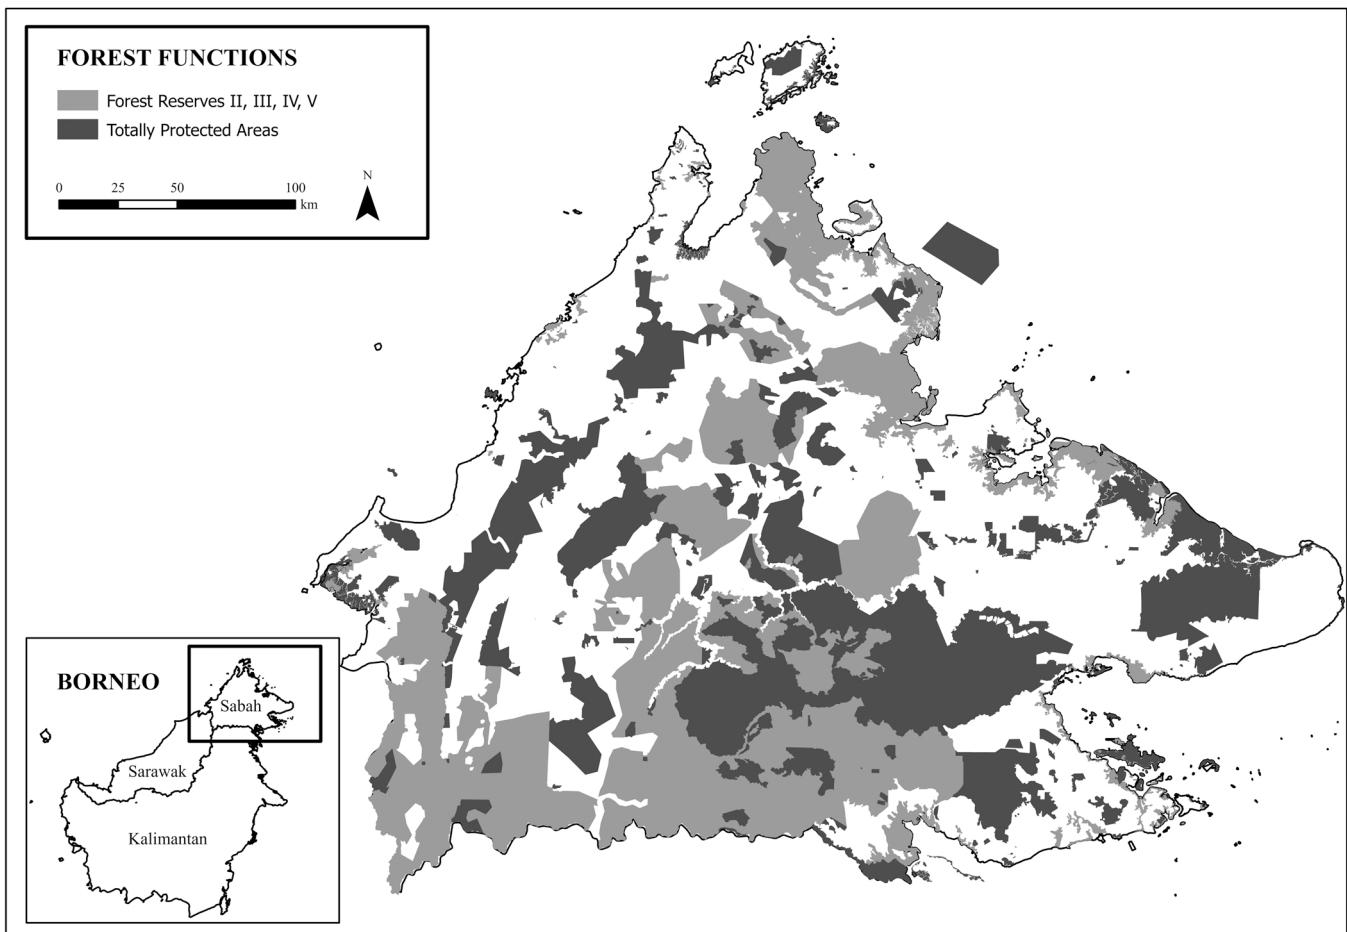 FOREST FUNCTIONS
Forest Reserves II, III, IV, V
Totally Protected Areas
0 25 50 100
km
N
BORNEO
Sabah
Sarawak
Kalimantan